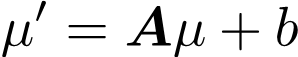 μ′ = Aμ + b